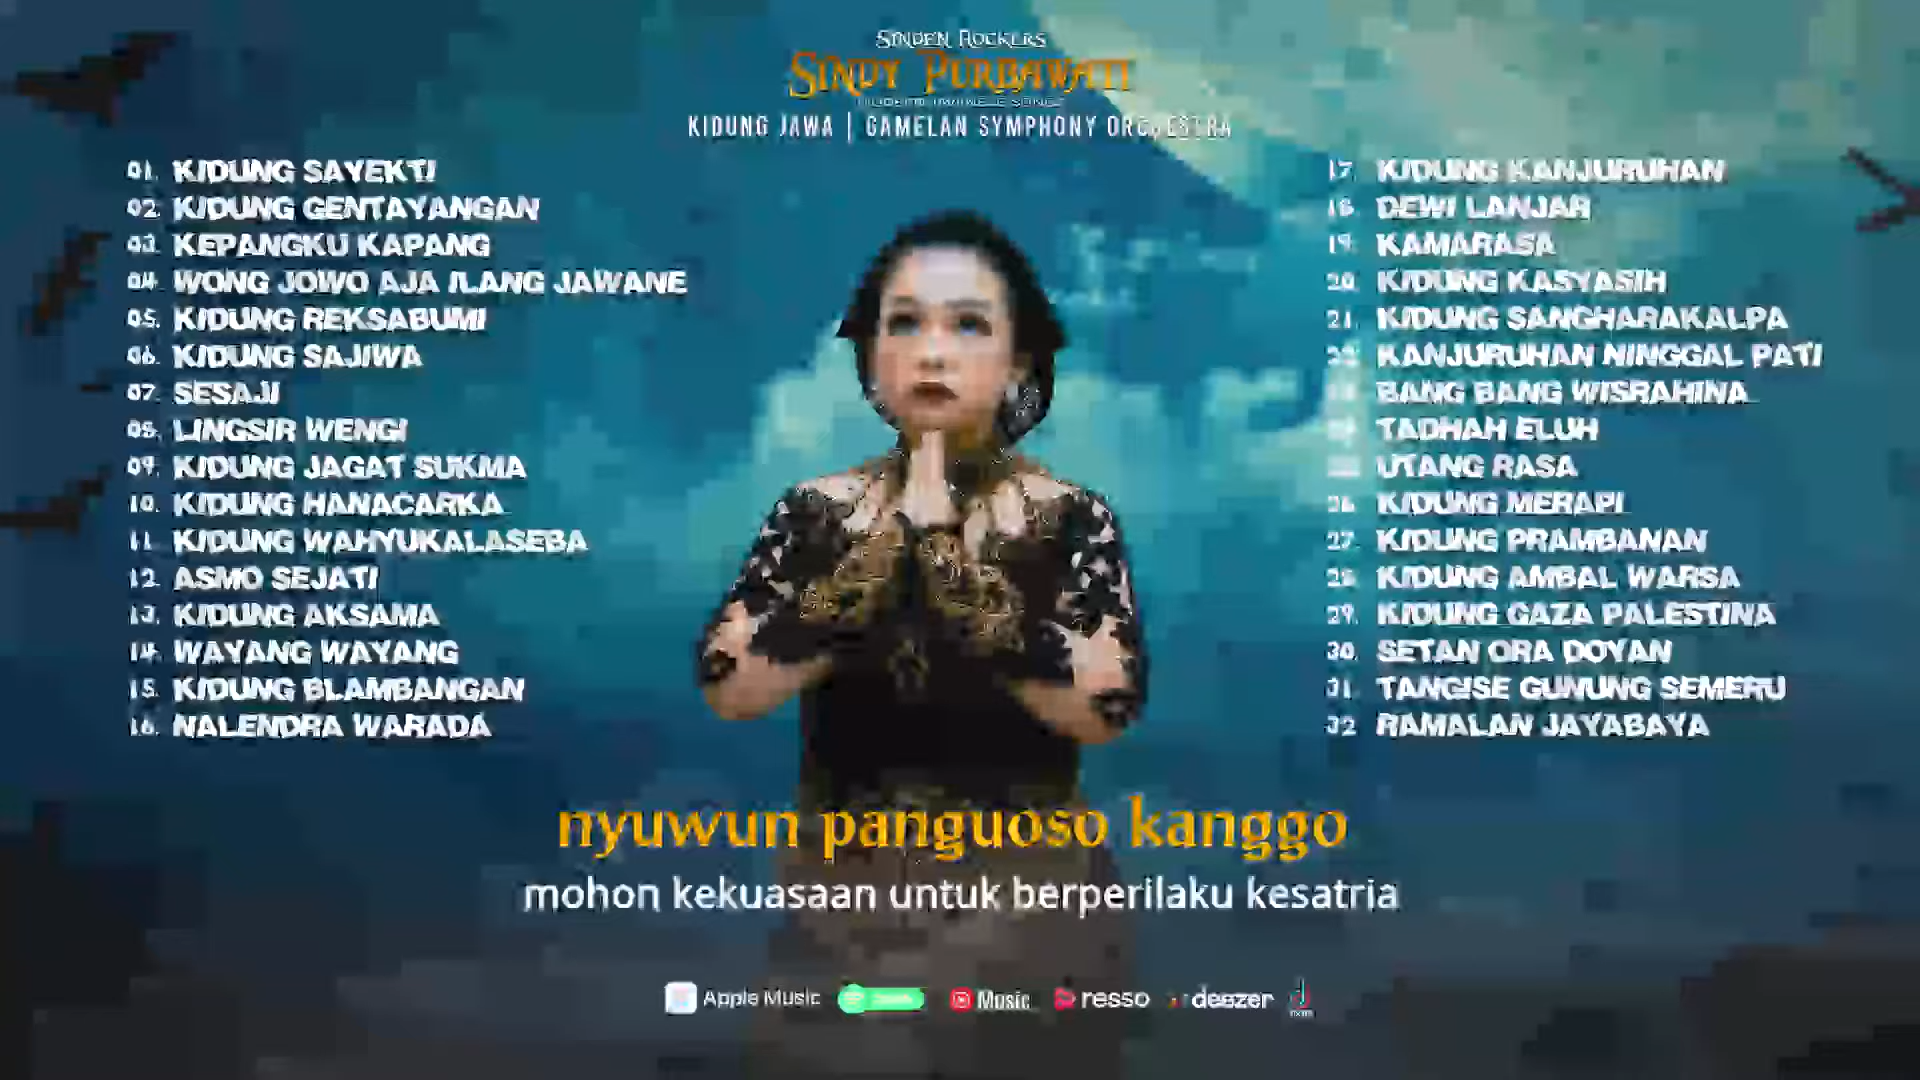 SINDEN ROCKERS
SINDY PURBAWATI
KIDUNG JAWA | GAMELAN SYMPHONY ORCHESTRA
01. KIDUNG SAYEKTI
02. KIDUNG GENTAYANGAN
03. KEPANGKU KAPANG
04. WONG JOWO AJA ILANG JAWANE
05. KIDUNG REKSABUMI
06. KIDUNG SAJIWA
07. SESAJI
08. LINGSIR WENGI
09. KIDUNG JAGAT SUKMA
10. KIDUNG HANACARKA
11. KIDUNG WAHYUKALASEBA
12. ASMO SEJATI
13. KIDUNG AKSAMA
14. WAYANG WAYANG
15. KIDUNG BLAMBANGAN
16. NALENDRA WARADA
17. KIDUNG KANJURUHAN
18. DEWI LANJAR
19. KAMARASA
20. KIDUNG KASYASIH
21. KIDUNG SANGHARAKALPA
22. KANJURUHAN NINGGAL PATI
BANG BANG WISRAHINA
TADHAH ELUH
UTANG RASA
26. KIDUNG MERAPI
27. KIDUNG PRAMBANAN
28. KIDUNG AMBAL WARSA
29. KIDUNG GAZA PALESTINA
30. SETAN ORA DOYAN
31. TANGISE GUNUNG SEMERU
32 RAMALAN JAYABAYA
nyuwun panguoso kanggo
mohon kekuasaan untuk berperilaku kesatria
Apple Music Music resso deezer